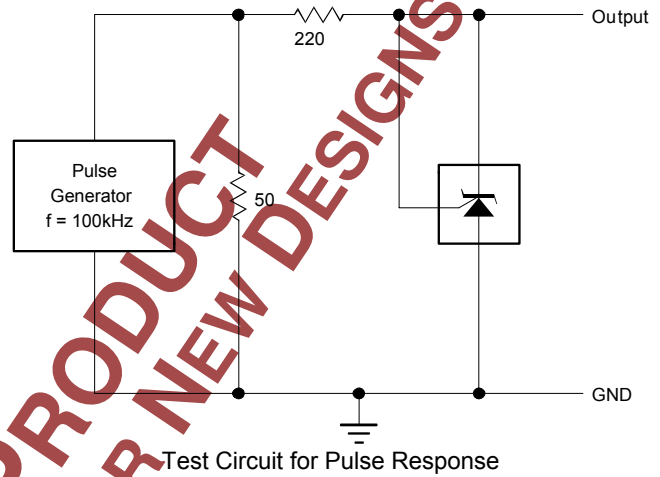 Output
220
Pulse
Generator
f = 100kHz
50
PRODUCT
R NEW DESIGNS
GND
Test Circuit for Pulse Response